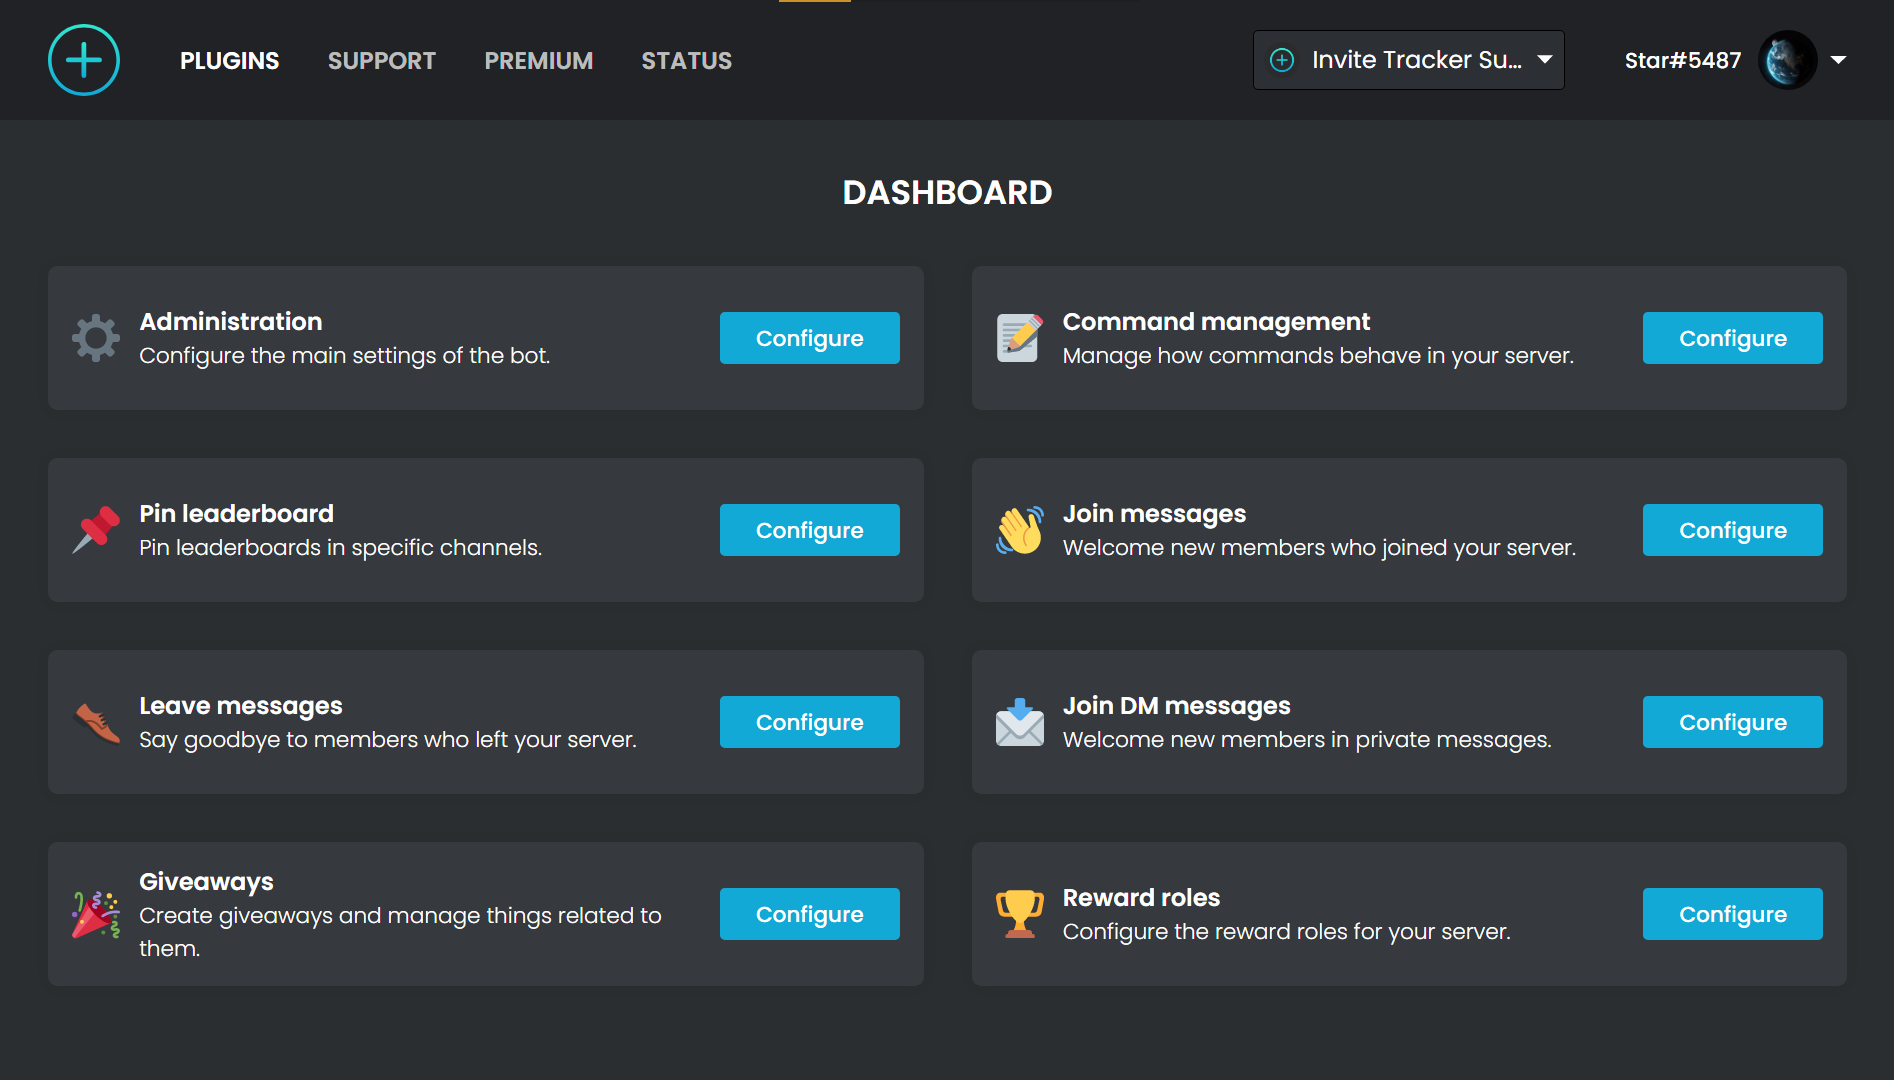 PLUGINS SUPPORT PREMIUM STATUS
Invite Tracker Su...
Star#5487
DASHBOARD
Administration
Configure the main settings of the bot.
Configure
Command management
Manage how commands behave in your server.
Configure
Pin leaderboard
Pin leaderboards in specific channels.
Configure
Join messages
Welcome new members who joined your server.
Configure
Leave messages
Say goodbye to members who left your server.
Configure
Join DM messages
Welcome new members in private messages.
Configure
Giveaways
Create giveaways and manage things related to
them.
Configure
Reward roles
Configure the reward roles for your server.
Configure